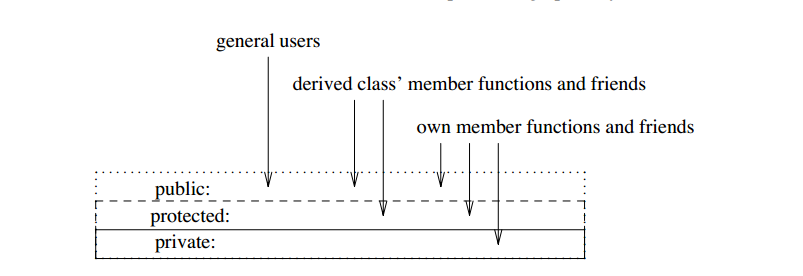 general users
derived class’ member functions and friends
own member functions and friends
public:
protected:
private: